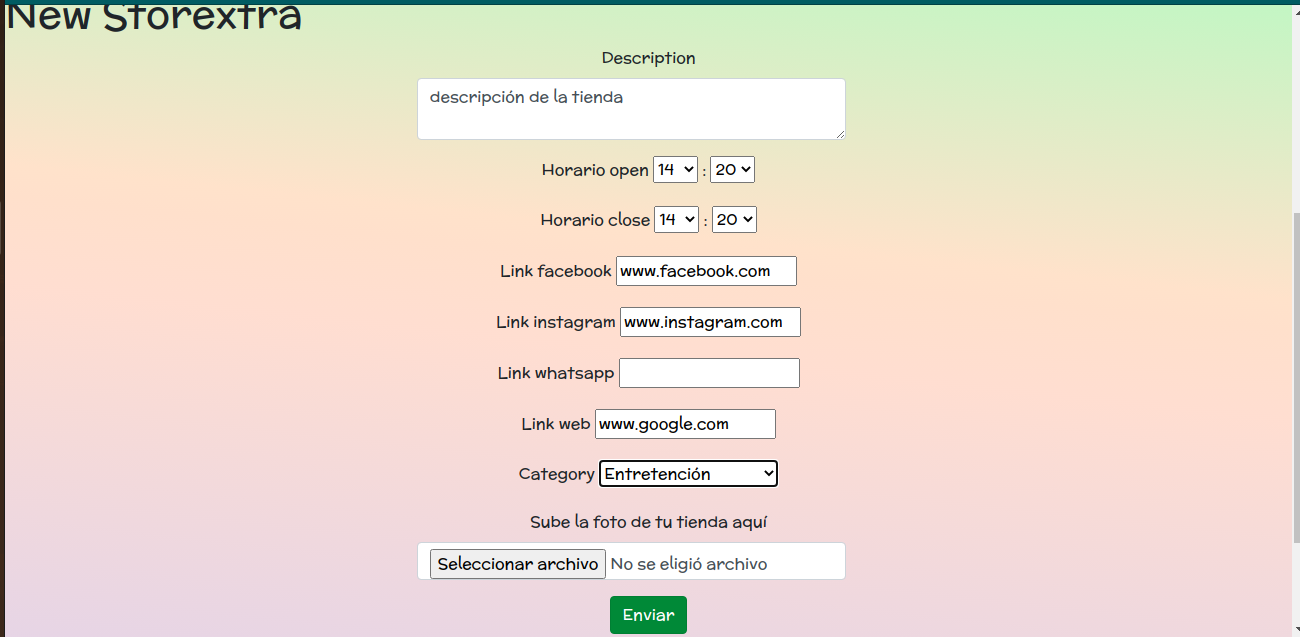 New Storextra
Description
descripción de la tienda
Horario open 14 : 20
Horario close 14 : 20
Link facebook www.facebook.com
Link instagram www.instagram.com
Link whatsapp
Link web www.google.com
Category Entretención
Sube la foto de tu tienda aquí
Seleccionar archivo No se eligió archivo
Enviar